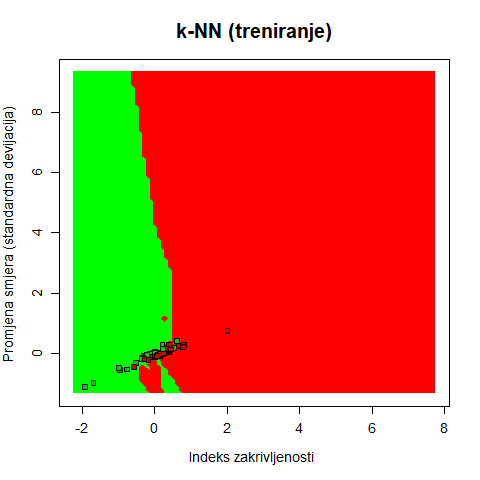 k-NN (treniranje)
Promjena smjera (standardna devijacija)
8
6
4
2
0
-2 0 2 4 6 8
Indeks zakrivljenosti